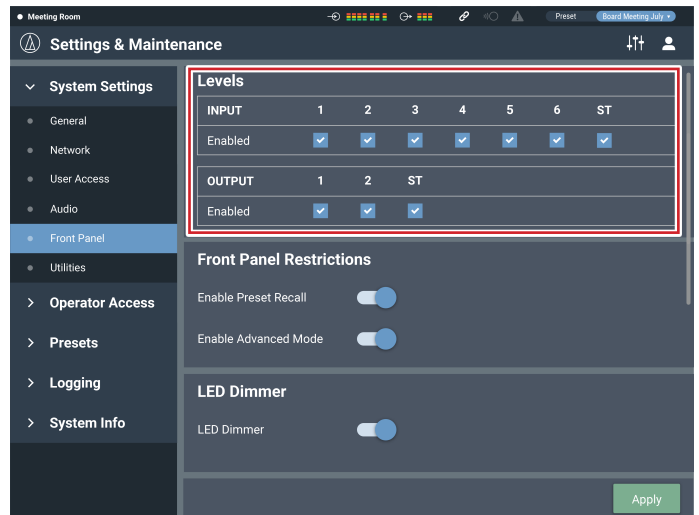 Meeting Room
Preset
Board Meeting July
Settings & Maintenance
System Settings
General
Network
User Access
Audio
Front Panel
Utilities
Operator Access
Presets
Logging
System Info
Levels
INPUT 1 2 3 4 5 6 ST
Enabled
OUTPUT 1 2 ST
Enabled
Front Panel Restrictions
Enable Preset Recall
Enable Advanced Mode
LED Dimmer
LED Dimmer
Apply